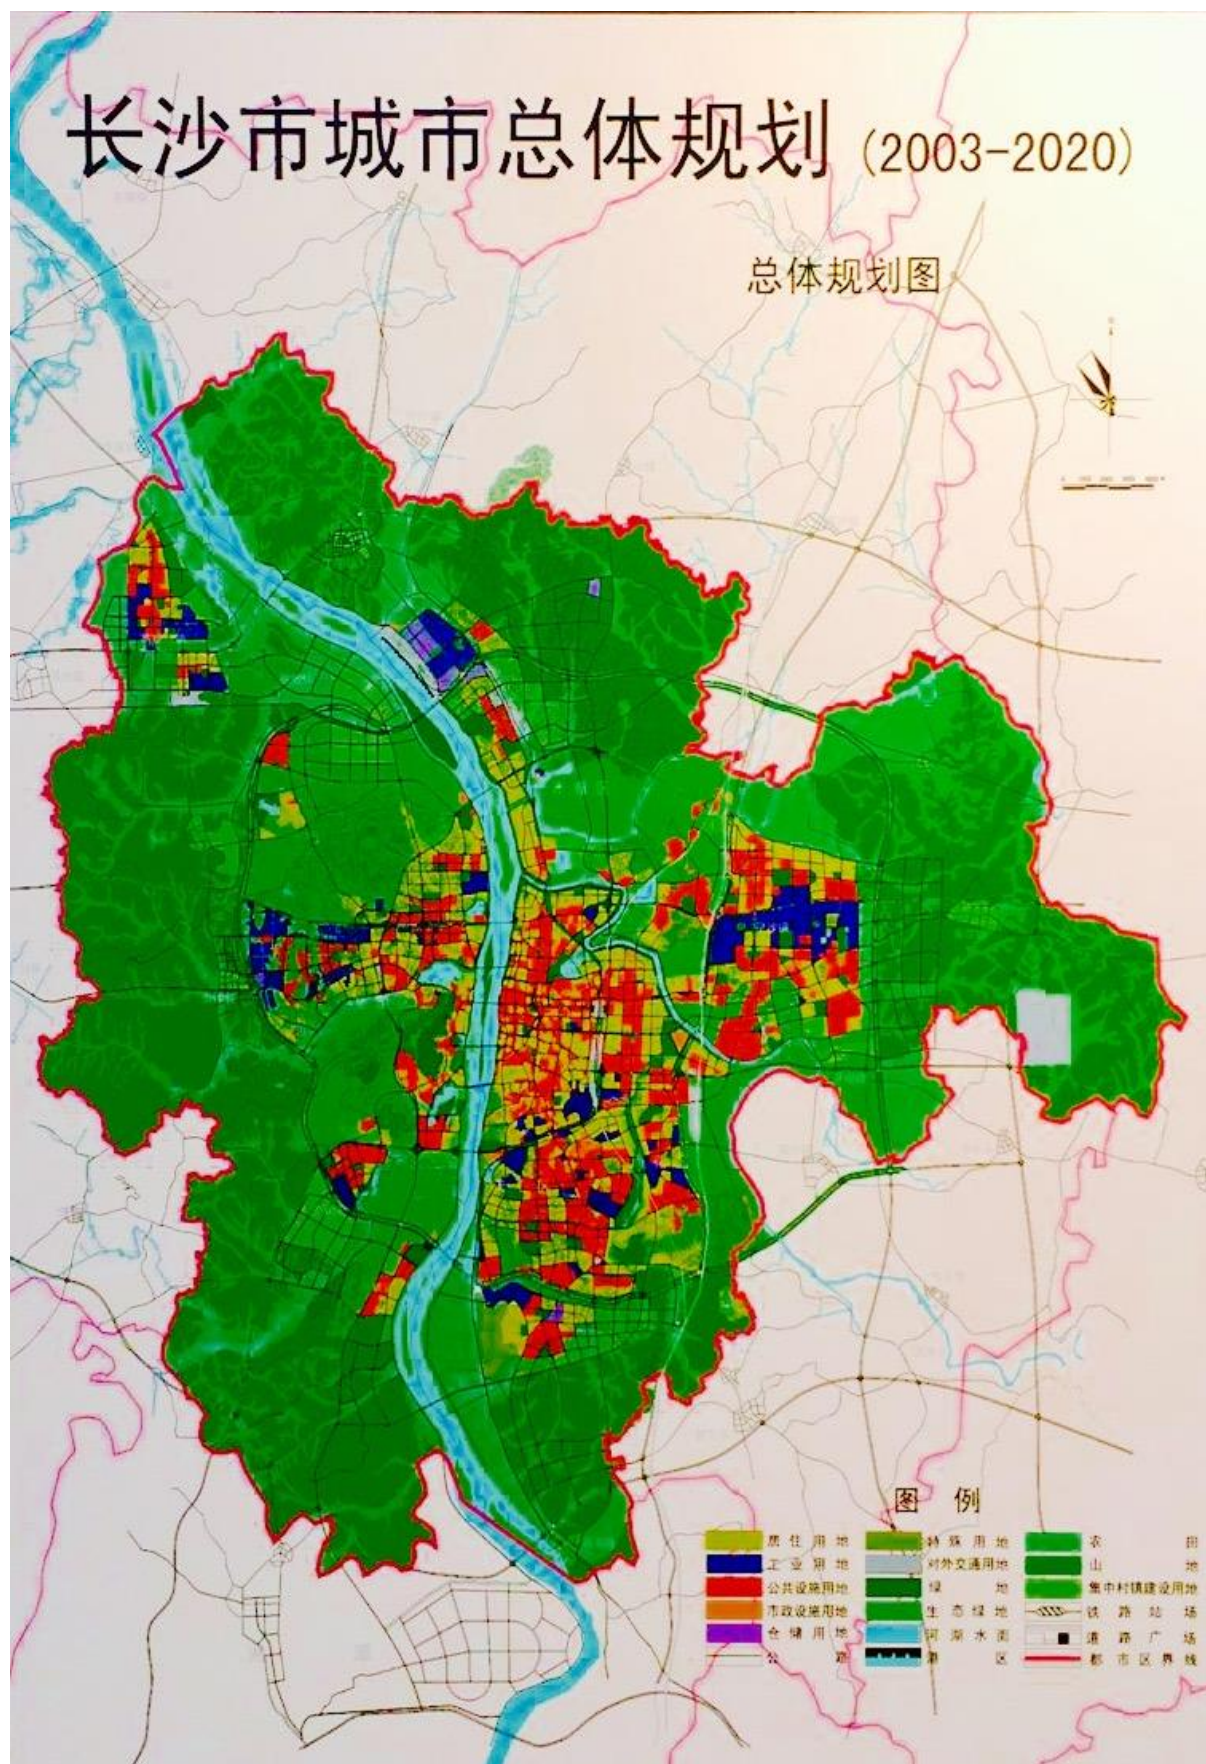 长沙市城市总体规划 (2003-2020)
总体规划图
图 例
居住用地
工业用地
公共设施用地
市政设施用地
仓储用地
公路
特殊用地
对外交通用地
绿地
生态绿地
河湖水面
港区
农田
山地
集中村镇建设用地
铁路站场
道路广场
都市区界线